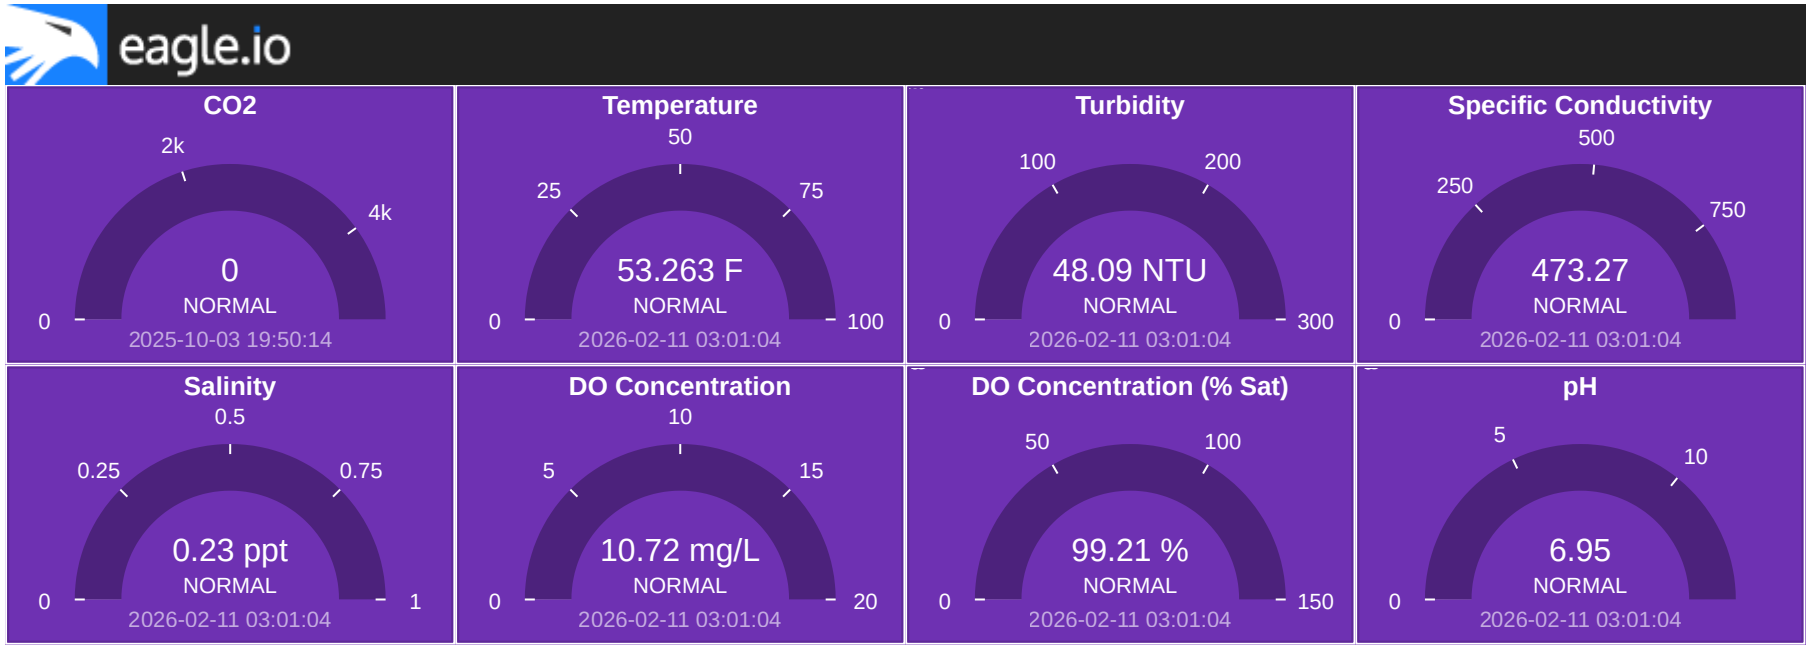 eagle.io
CO2
2k
4k
0
0
NORMAL
2025-10-03 19:50:14
Temperature
50
25
75
53.263 F
NORMAL
0
100
2026-02-11 03:01:04
Turbidity
100
200
48.09 NTU
NORMAL
0
300
2026-02-11 03:01:04
Specific Conductivity
500
250
750
473.27
NORMAL
0
2026-02-11 03:01:04
Salinity
0.5
0.25
0.75
0.23 ppt
NORMAL
0
1
2026-02-11 03:01:04
DO Concentration
10
5
15
10.72 mg/L
NORMAL
0
20
2026-02-11 03:01:04
DO Concentration (% Sat)
50
100
99.21 %
NORMAL
0
150
2026-02-11 03:01:04
pH
5
10
6.95
NORMAL
0
2026-02-11 03:01:04